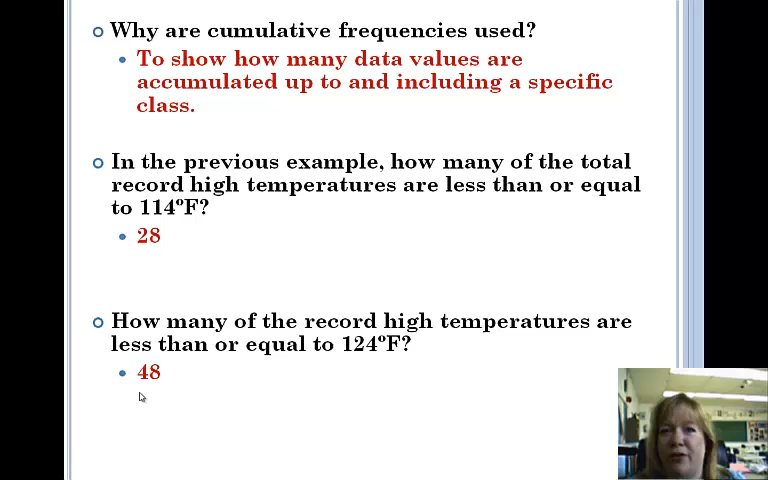 Why are cumulative frequencies used?
To show how many data values are
accumulated up to and including a specific
class.
In the previous example, how many of the total
record high temperatures are less than or equal
to 114ºF?
28
How many of the record high temperatures are
less than or equal to 124ºF?
48